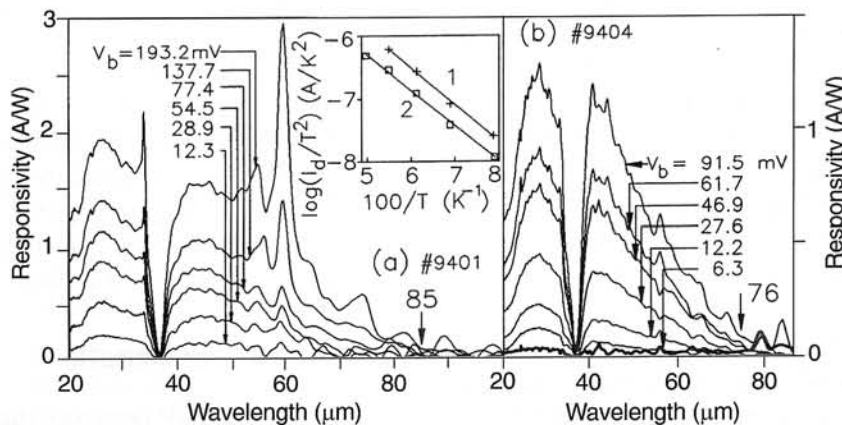 Responsivity (A/W)
3
2
1
0
V_b = 193.2mV
137.7
77.4
54.5
28.9
12.3
log(I_d/T²) (A/K²)
-6
-7
-8
1
2
5 6 7 8
100/T (K⁻¹)
(a) #9401
85
20 40 60 80
Wavelength (μm)
(b) #9404
V_b = 91.5 mV
61.7
46.9
27.6
12.2
6.3
76
20 40 60 80
Wavelength (μm)
1
0
Responsivity (A/W)